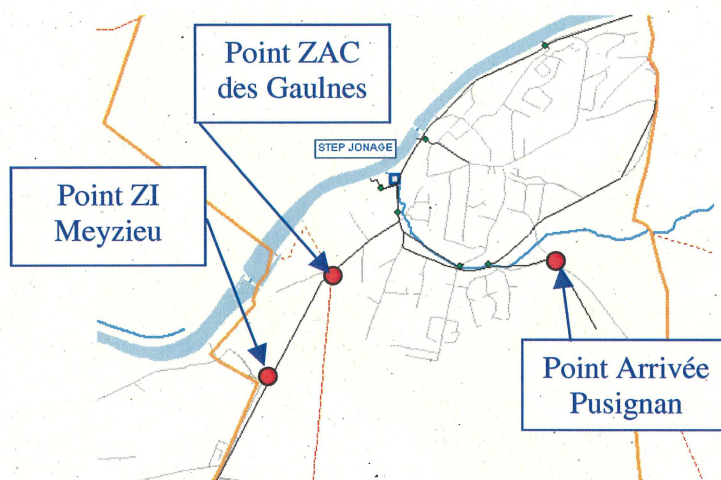 Point ZAC
des Gaulnes
STEP JONAGE
Point ZI
Meyzieu
Point Arrivée
Pusignan